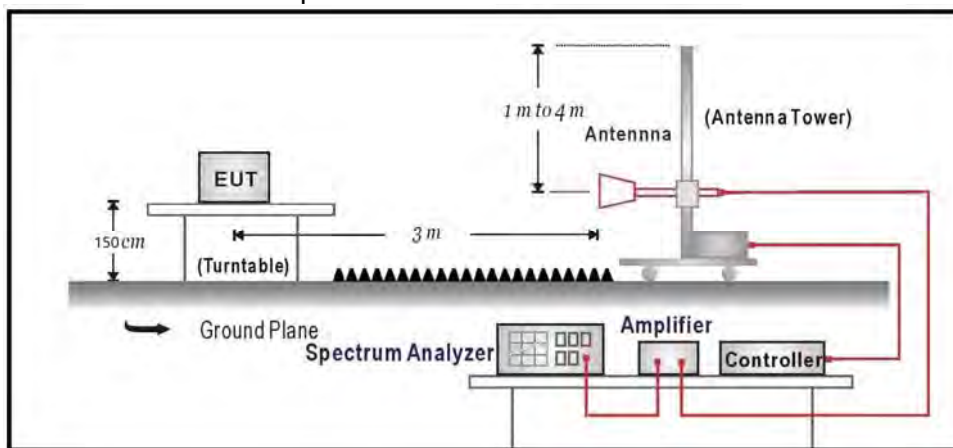 1 m to 4 m
Antennna
(Antenna Tower)
EUT
150cm
3 m
(Turntable)
Ground Plane
Spectrum Analyzer
Amplifier
Controller